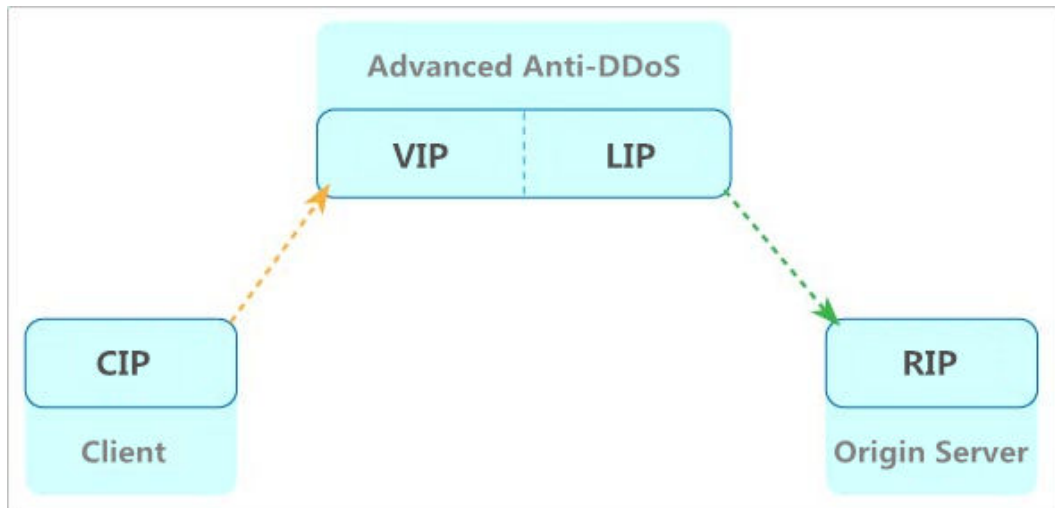 Advanced Anti-DDoS
VIP LIP
CIP RIP
Client Origin Server